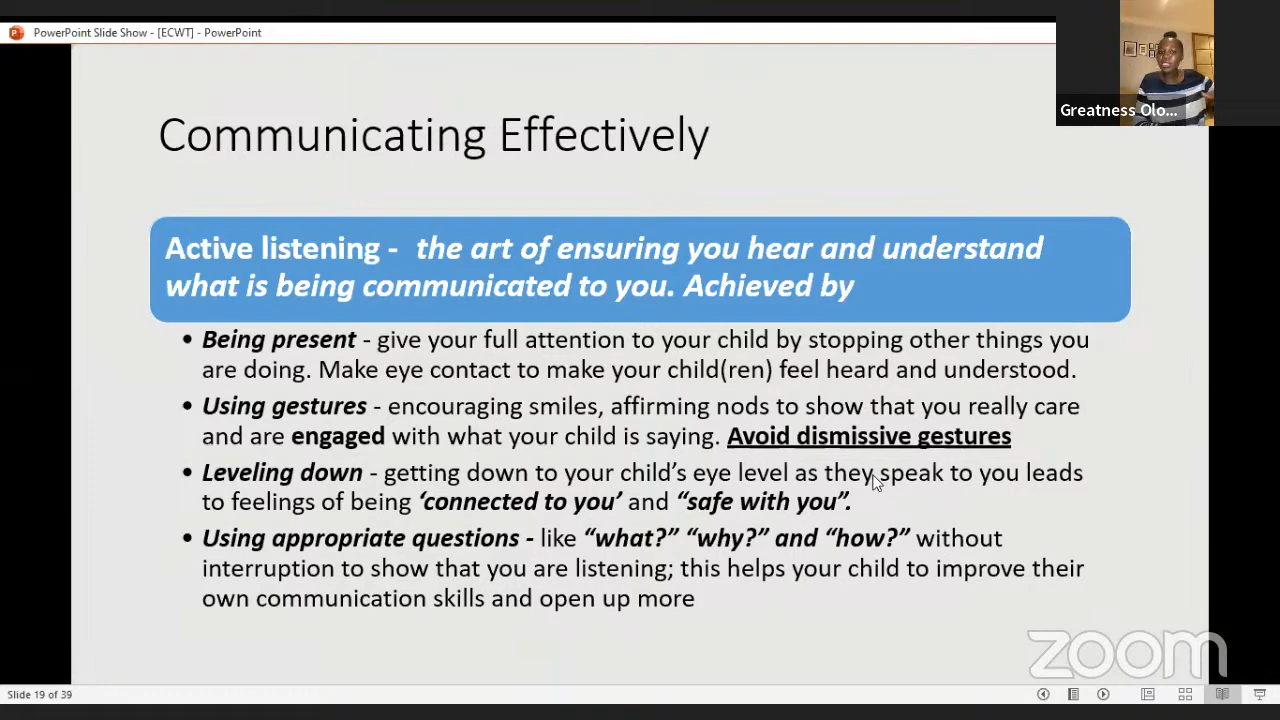 PowerPoint Slide Show - [ECWT] - PowerPoint
Greatness Olo...
Communicating Effectively
Active listening - the art of ensuring you hear and understand
what is being communicated to you. Achieved by
• Being present - give your full attention to your child by stopping other things you
are doing. Make eye contact to make your child(ren) feel heard and understood.
• Using gestures - encouraging smiles, affirming nods to show that you really care
and are engaged with what your child is saying. Avoid dismissive gestures
• Leveling down - getting down to your child's eye level as they speak to you leads
to feelings of being ‘connected to you’ and “safe with you”.
• Using appropriate questions - like “what?” “why?” and “how?” without
interruption to show that you are listening; this helps your child to improve their
own communication skills and open up more
zoom
Slide 19 of 39